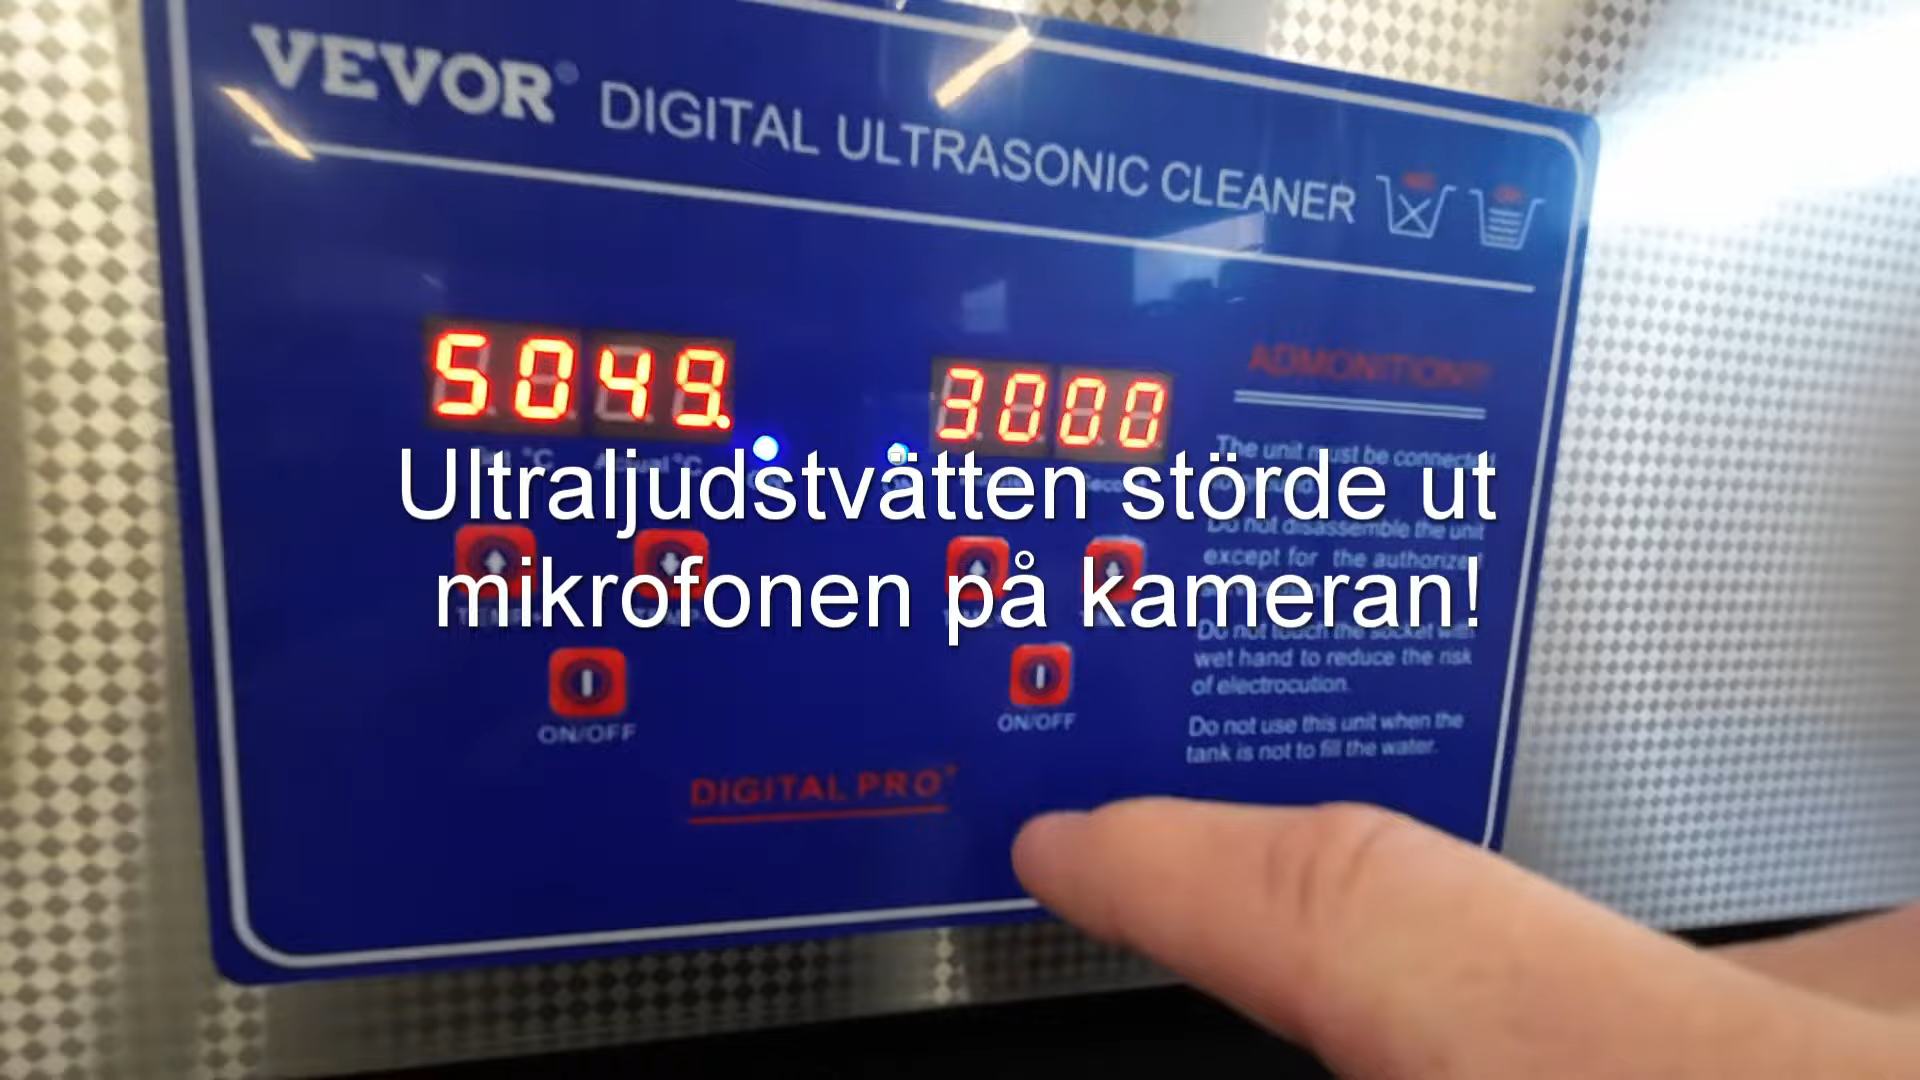 VEVOR® DIGITAL ULTRASONIC CLEANER
5049. 3000
ADMONITION!!
°C °C
Ultraljudstvätten störde ut
mikrofonen på kameran!
The unit must be connected
Do not disassemble the unit
except for the authorized
Do not touch the socket with
wet hand to reduce the risk
of electrocution.
Do not use this unit when the
tank is not to fill the water.
ON/OFF ON/OFF
DIGITAL PRO+